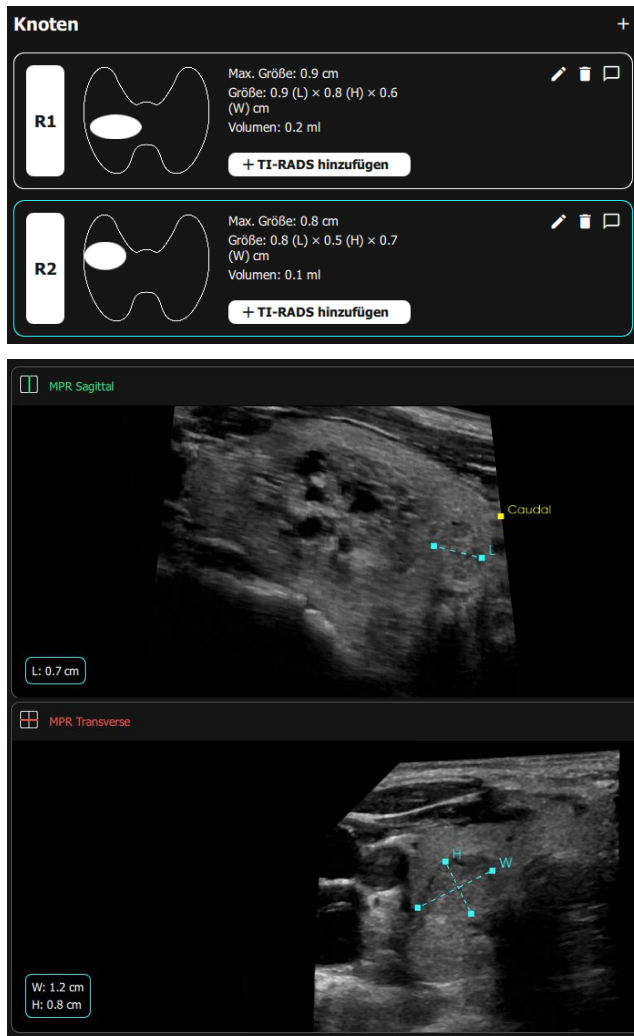 Knoten
+
R1
Max. Größe: 0.9 cm
Größe: 0.9 (L) × 0.8 (H) × 0.6
(W) cm
Volumen: 0.2 ml
+ TI-RADS hinzufügen
R2
Max. Größe: 0.8 cm
Größe: 0.8 (L) × 0.5 (H) × 0.7
(W) cm
Volumen: 0.1 ml
+ TI-RADS hinzufügen
MPR Sagittal
Caudal
L
L: 0.7 cm
MPR Transverse
H
W
W: 1.2 cm
H: 0.8 cm